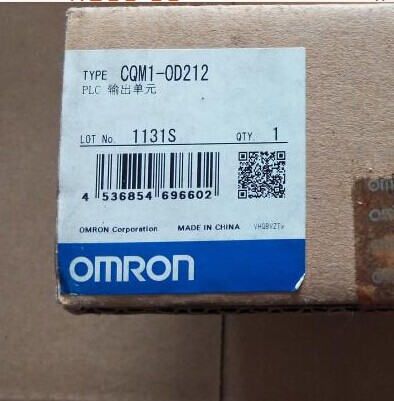 TYPE CQM1-OD212
PLC 输出单元
LOT No. 1131S QTY. 1
4 536854 696602
OMRON Corporation MADE IN CHINA VHQBVZTw
OMRON